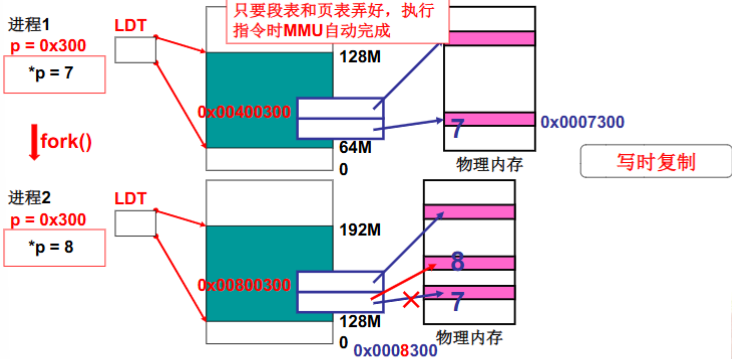 只要段表和页表弄好，执行
指令时MMU自动完成
进程1
p = 0x300
*p = 7
LDT
128M
0x00400300
64M
0
7
0x0007300
物理内存
fork()
写时复制
进程2
p = 0x300
*p = 8
LDT
192M
0x00800300
128M
0
0x0008300
8
7
物理内存